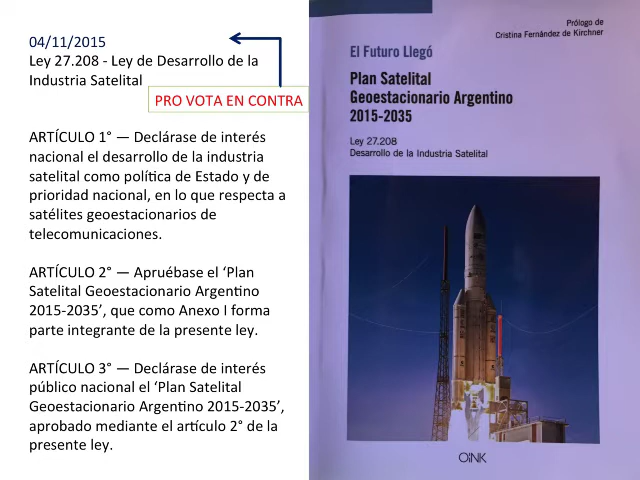 04/11/2015
Ley 27.208 - Ley de Desarrollo de la
Industria Satelital
PRO VOTA EN CONTRA
ARTÍCULO 1° — Declárase de interés
nacional el desarrollo de la industria
satelital como política de Estado y de
prioridad nacional, en lo que respecta a
satélites geoestacionarios de
telecomunicaciones.
ARTÍCULO 2° — Apruébase el ‘Plan
Satelital Geoestacionario Argentino
2015-2035’, que como Anexo I forma
parte integrante de la presente ley.
ARTÍCULO 3° — Declárase de interés
público nacional el ‘Plan Satelital
Geoestacionario Argentino 2015-2035’,
aprobado mediante el artículo 2° de la
presente ley.
Prólogo de
Cristina Fernández de Kirchner
El Futuro Llegó
Plan Satelital
Geoestacionario Argentino
2015-2035
Ley 27.208
Desarrollo de la Industria Satelital
OINK